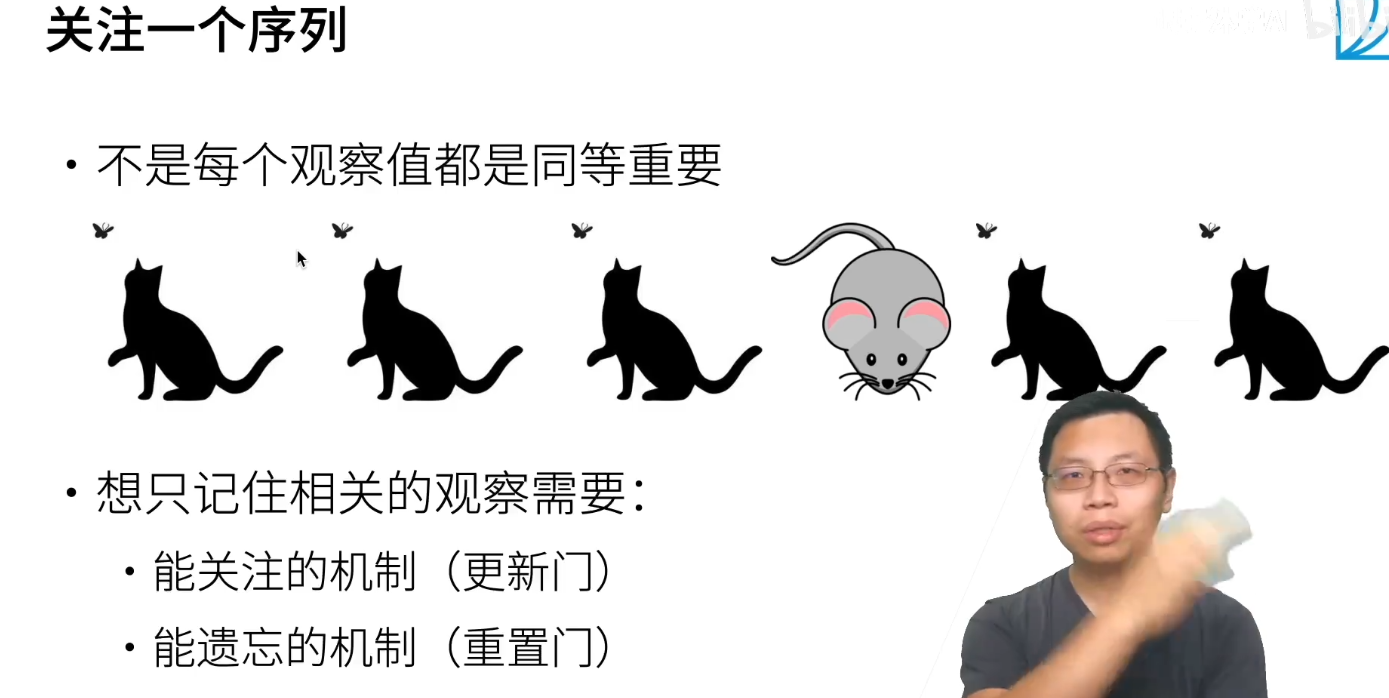 关注一个序列
• 不是每个观察值都是同等重要
• 想只记住相关的观察需要：
• 能关注的机制（更新门）
• 能遗忘的机制（重置门）